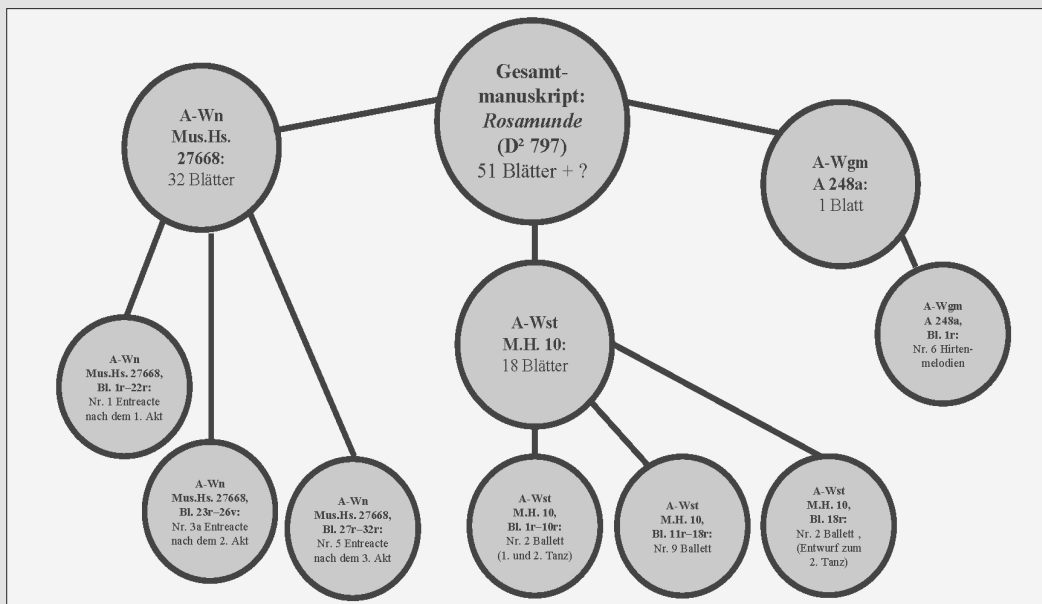 Gesamt-
manuskript:
Rosamunde
(D² 797)
51 Blätter + ?
A-Wn
Mus.Hs.
27668:
32 Blätter
A-Wgm
A 248a:
1 Blatt
A-Wst
M.H. 10:
18 Blätter
A-Wgm
A 248a,
Bl. 1r:
Nr. 6 Hirten-
melodien
A-Wn
Mus.Hs. 27668,
Bl. 1r–22r:
Nr. 1 Entreacte
nach dem 1. Akt
A-Wn
Mus.Hs. 27668,
Bl. 23r–26v:
Nr. 3a Entreacte
nach dem 2. Akt
A-Wn
Mus.Hs. 27668,
Bl. 27r–32r:
Nr. 5 Entreacte
nach dem 3. Akt
A-Wst
M.H. 10,
Bl. 1r–10r:
Nr. 2 Ballett
(1. und 2. Tanz)
A-Wst
M.H. 10,
Bl. 11r–18r:
Nr. 9 Ballett
A-Wst
M.H. 10,
Bl. 18r:
Nr. 2 Ballett ,
(Entwurf zum
2. Tanz)